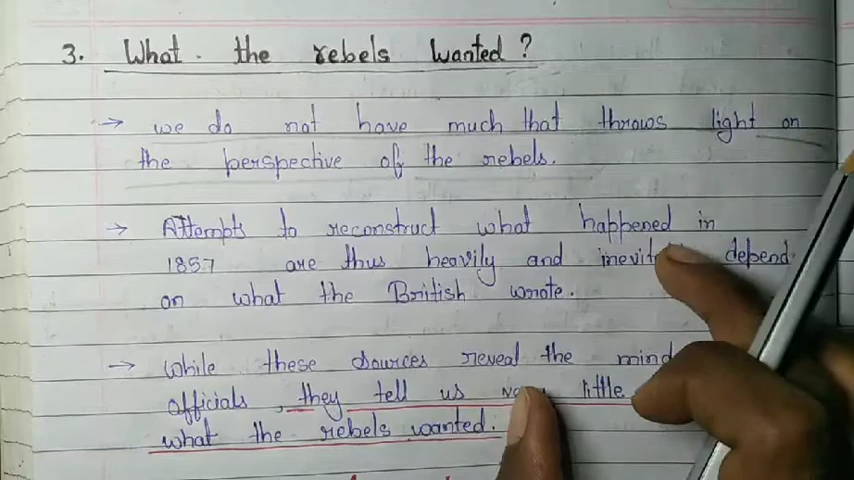 3. What. the rebels wanted?
→ we do not have much that throws light on
the perspective of the rebels.
→ Attempts to reconstruct what happened in
1857 are thus heavily and depend
on what the British wrote.
→ While these sources reveal the mind
officials, they tell us little
what the rebels wanted.